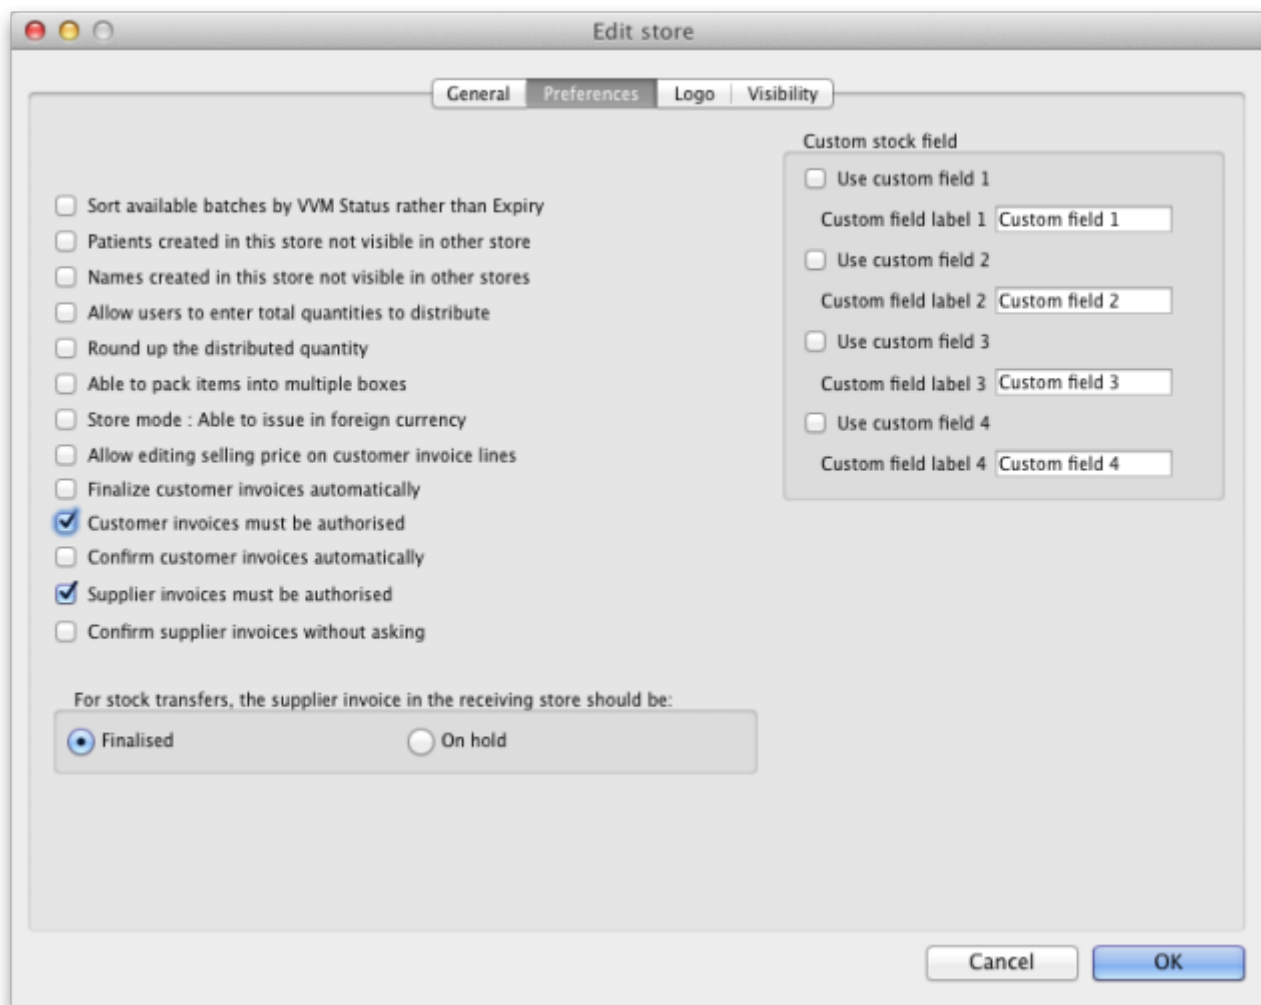 Edit store
General Preferences Logo Visibility
Sort available batches by VVM Status rather than Expiry
Patients created in this store not visible in other store
Names created in this store not visible in other stores
Allow users to enter total quantities to distribute
Round up the distributed quantity
Able to pack items into multiple boxes
Store mode : Able to issue in foreign currency
Allow editing selling price on customer invoice lines
Finalize customer invoices automatically
Customer invoices must be authorised
Confirm customer invoices automatically
Supplier invoices must be authorised
Confirm supplier invoices without asking
For stock transfers, the supplier invoice in the receiving store should be:
Finalised On hold
Custom stock field
Use custom field 1
Custom field label 1 Custom field 1
Use custom field 2
Custom field label 2 Custom field 2
Use custom field 3
Custom field label 3 Custom field 3
Use custom field 4
Custom field label 4 Custom field 4
Cancel OK